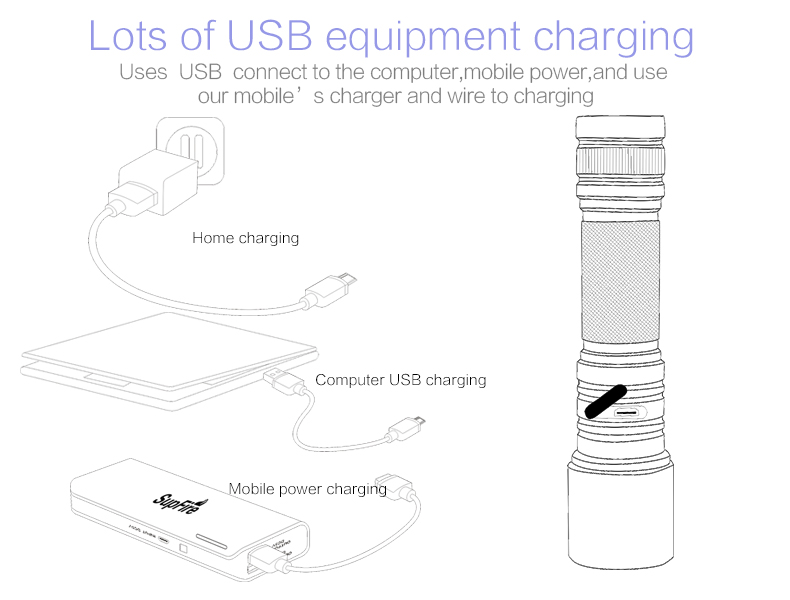 Lots of USB equipment charging
Uses USB connect to the computer,mobile power,and use
our mobile’s charger and wire to charging
Home charging
Computer USB charging
Mobile power charging
SupFire